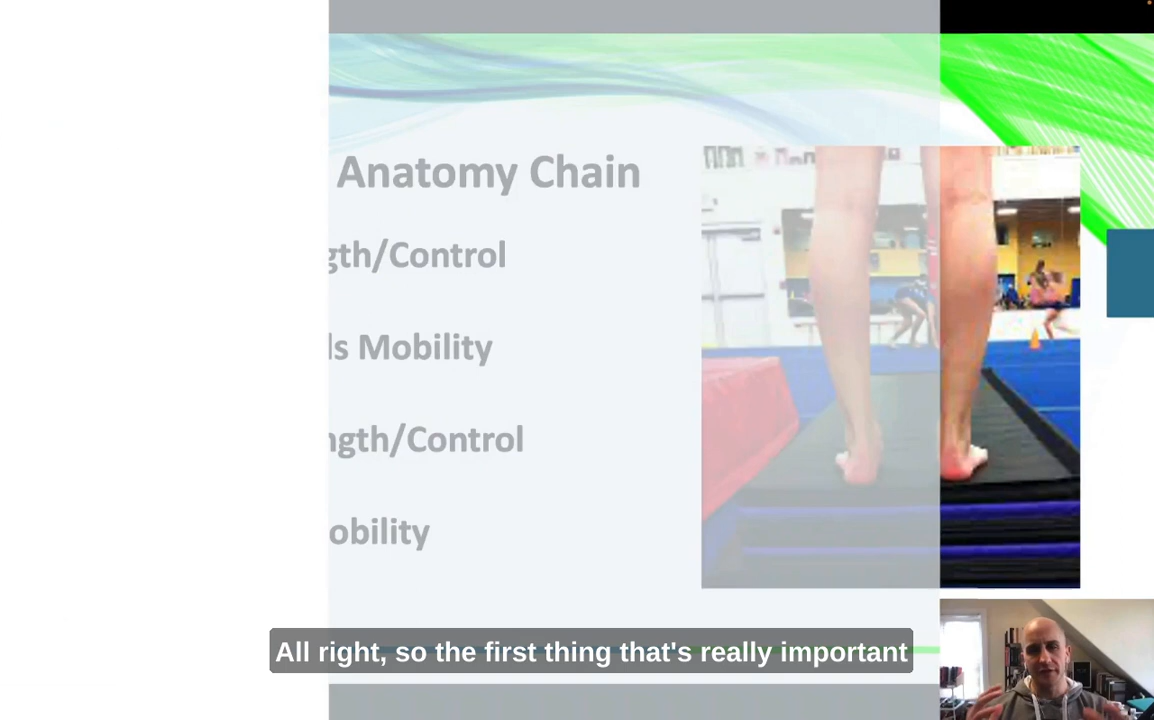 Anatomy Chain
gth/Control
ls Mobility
ngth/Control
obility
All right, so the first thing that's really important